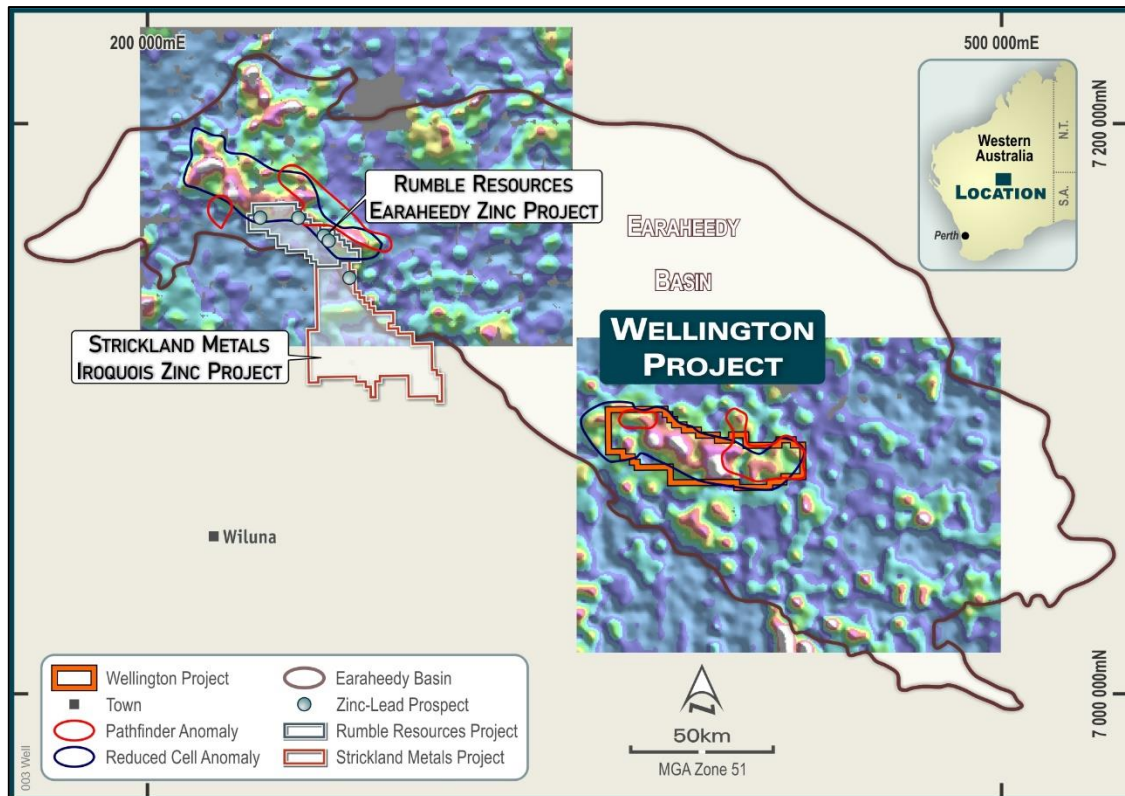 200 000mE
500 000mE
7 200 000mN
Western
Australia
LOCATION
N.T.
S.A.
Perth
RUMBLE RESOURCES
EARAHEEDY ZINC PROJECT
EARAHEEDY
BASIN
WELLINGTON
PROJECT
STRICKLAND METALS
IROQUOIS ZINC PROJECT
Wiluna
Wellington Project
Town
Pathfinder Anomaly
Reduced Cell Anomaly
Earaheedy Basin
Zinc-Lead Prospect
Rumble Resources Project
Strickland Metals Project
N
50km
MGA Zone 51
7 000 000mN
003 Well